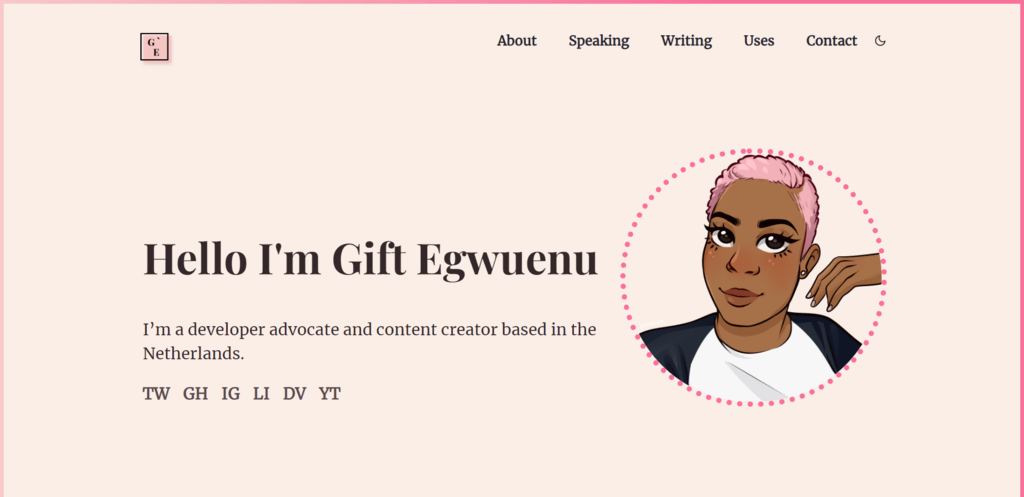 G`
E
About Speaking Writing Uses Contact
Hello I'm Gift Egwuenu
I’m a developer advocate and content creator based in the
Netherlands.
TW GH IG LI DV YT